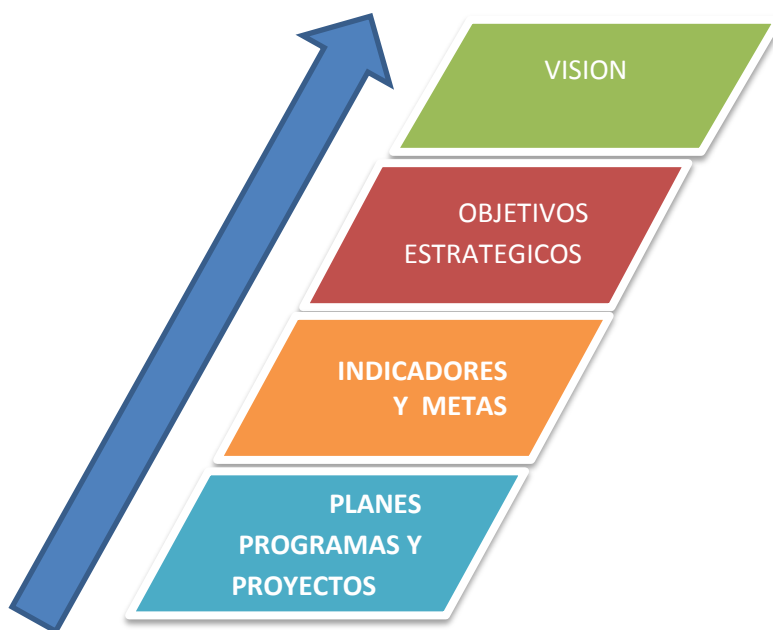 VISION
OBJETIVOS
ESTRATEGICOS
INDICADORES
Y METAS
PLANES
PROGRAMAS Y
PROYECTOS